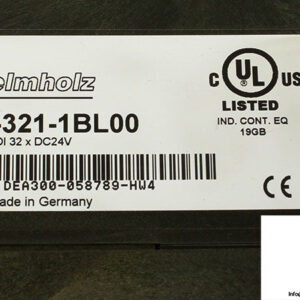 elmholz
-321-1BL00
DI 32 x DC24V
DEA300-058789-HW4
ade in Germany
C UL US
LISTED
IND. CONT. EQ
19GB
CE